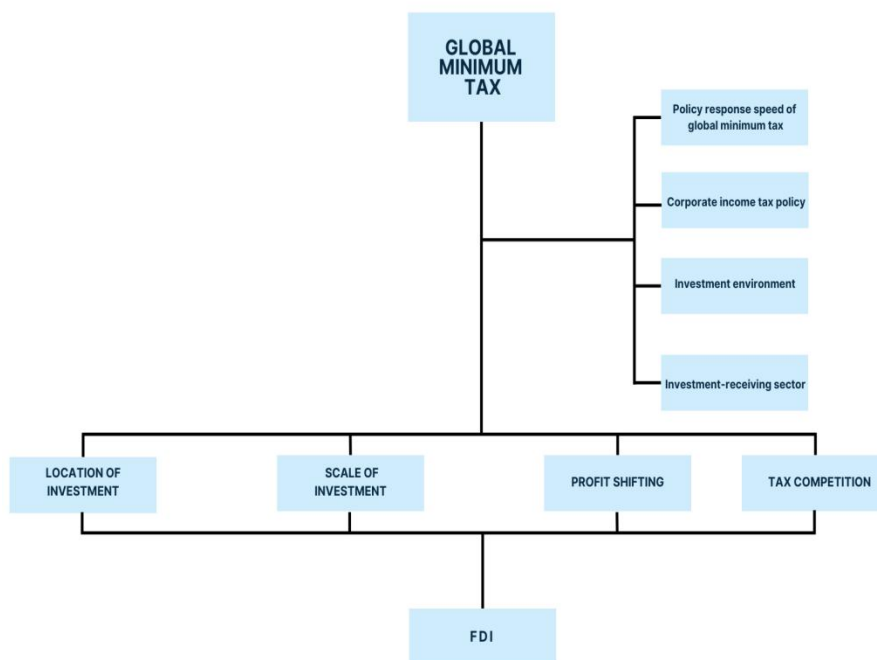 GLOBAL
MINIMUM
TAX
Policy response speed of
global minimum tax
Corporate income tax policy
Investment environment
Investment-receiving sector
LOCATION OF
INVESTMENT
SCALE OF
INVESTMENT
PROFIT SHIFTING
TAX COMPETITION
FDI